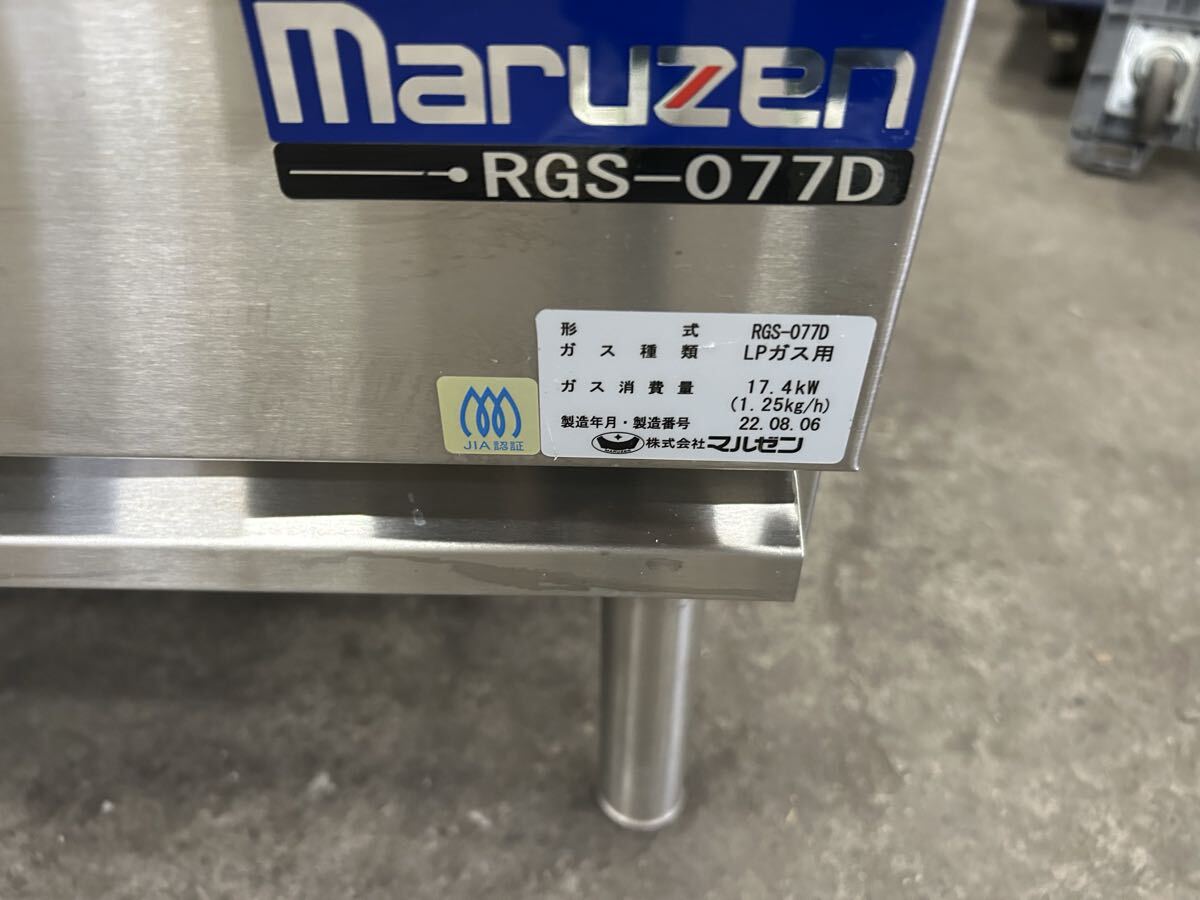 maruzen
RGS-077D
形式 RGS-077D
ガス種類 LPガス用
ガス消費量 17.4kW
(1.25kg/h)
製造年月・製造番号 22.08.06
MARUZEN 株式会社マルゼン
JIA認証